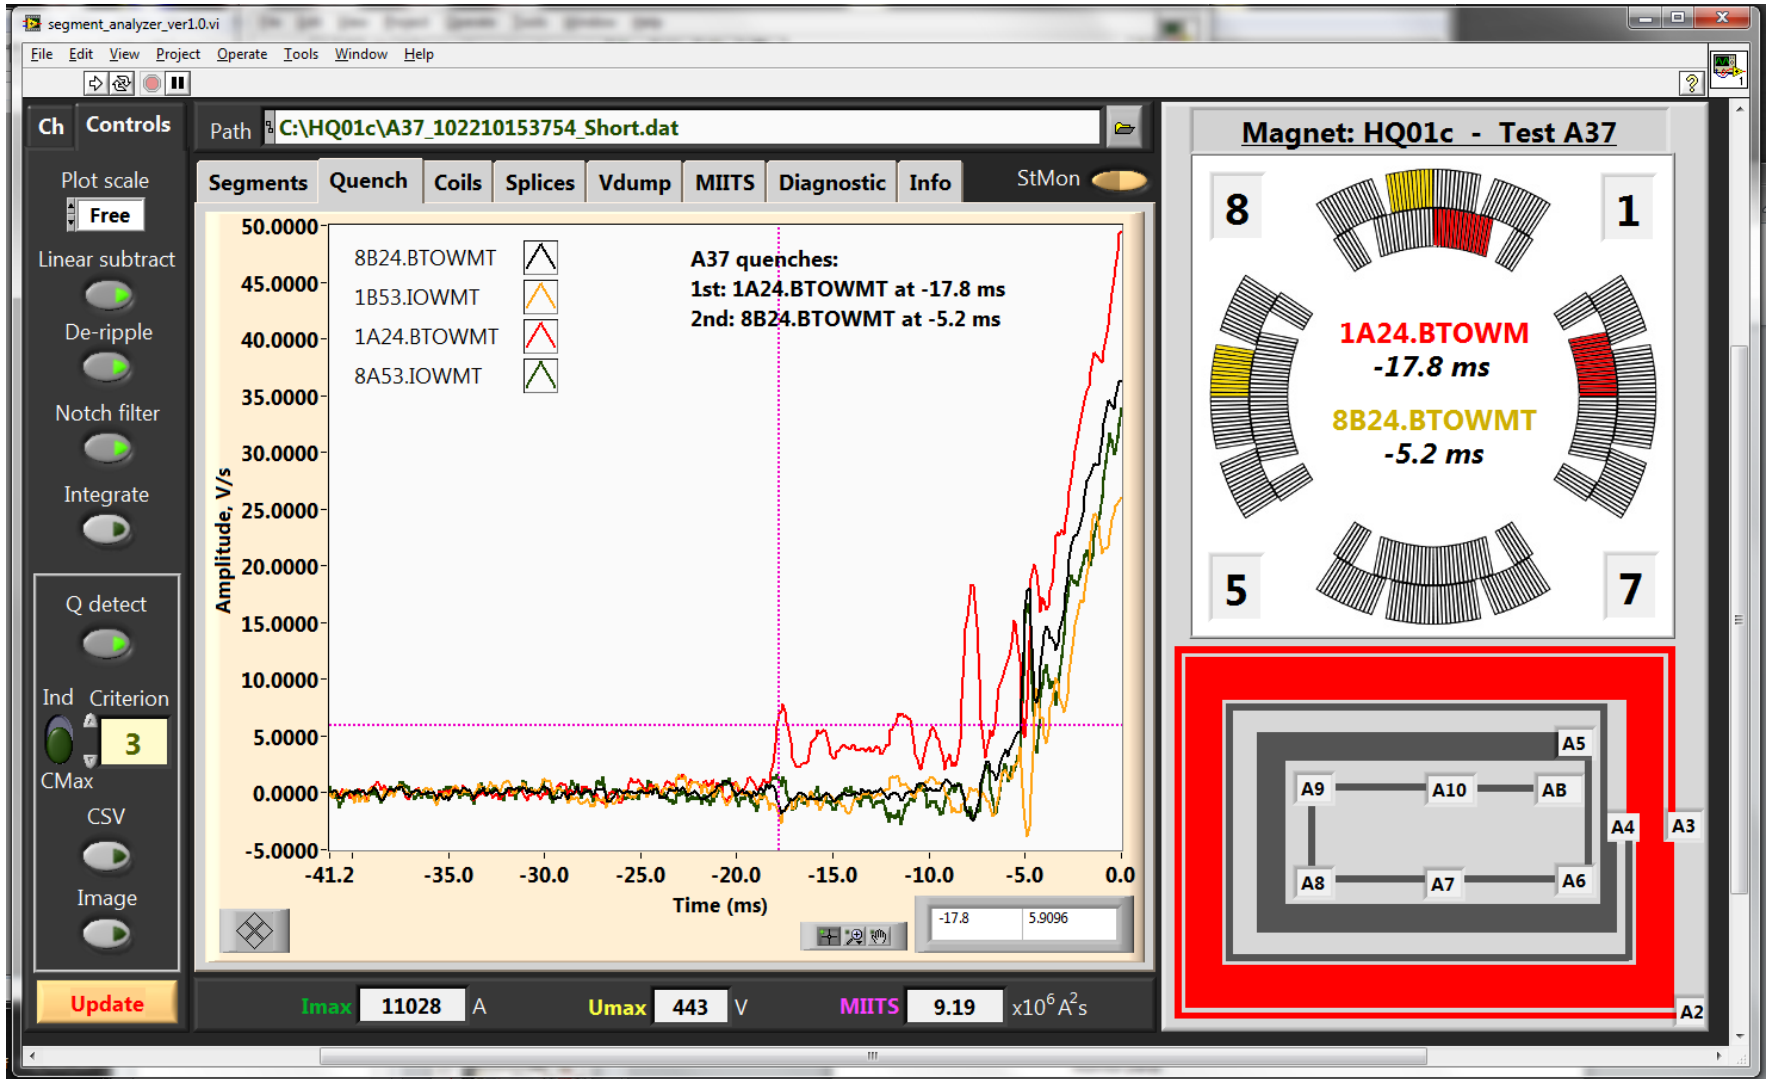 segment_analyzer_ver1.0.vi
File Edit View Project Operate Tools Window Help
1
Ch Controls
Path C:\HQ01c\A37_102210153754_Short.dat
Segments Quench Coils Splices Vdump MIITS Diagnostic Info StMon
Plot scale
Free
Linear subtract
De-ripple
Notch filter
Integrate
Q detect
Ind Criterion
3
CMax
CSV
Image
Update
8B24.BTOWMT
1B53.IOWMT
1A24.BTOWMT
8A53.IOWMT
A37 quenches:
1st: 1A24.BTOWMT at -17.8 ms
2nd: 8B24.BTOWMT at -5.2 ms
Amplitude, V/s
50.0000
45.0000
40.0000
35.0000
30.0000
25.0000
20.0000
15.0000
10.0000
5.0000
0.0000
-5.0000
-41.2 -35.0 -30.0 -25.0 -20.0 -15.0 -10.0 -5.0 0.0
Time (ms)
-17.8 5.9096
Imax 11028 A Umax 443 V MIITS 9.19 x10⁶ A²s
Magnet: HQ01c - Test A37
8 1
1A24.BTOWM
-17.8 ms
8B24.BTOWMT
-5.2 ms
5 7
A5
A9 A10 AB
A4 A3
A8 A7 A6
A2